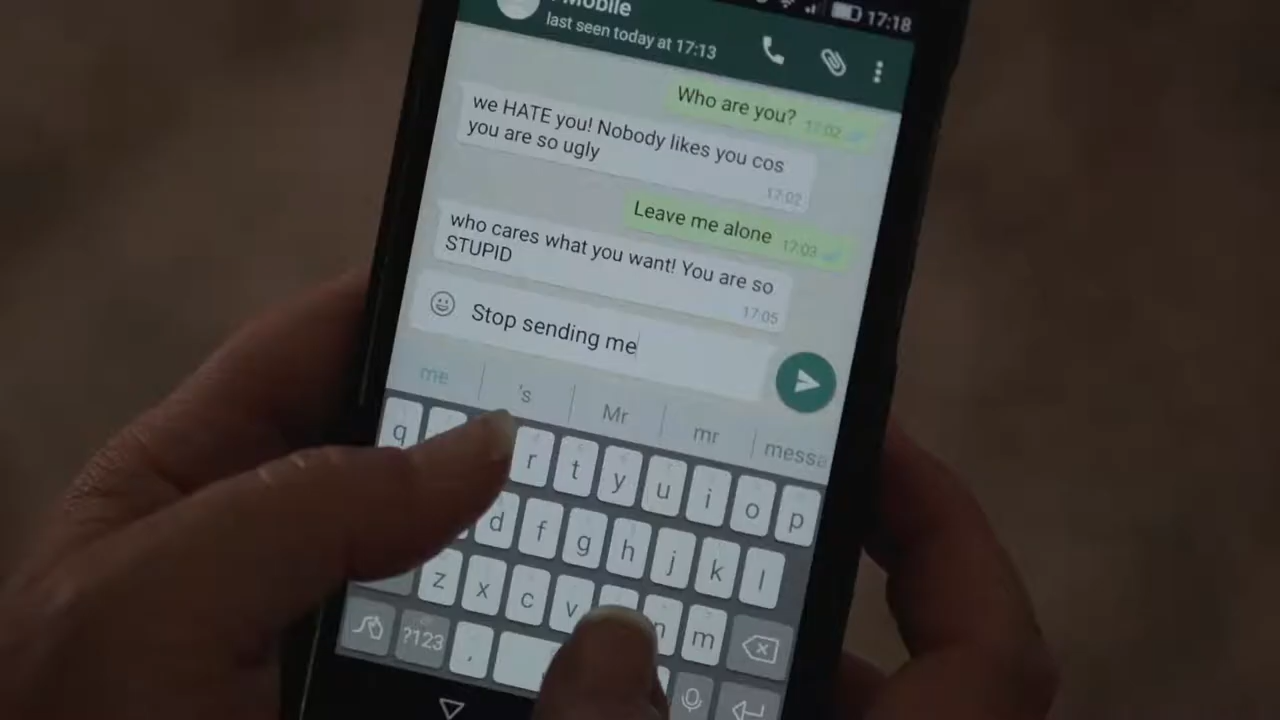 Mobile
17:18
last seen today at 17:13
Who are you? 17:02
we HATE you! Nobody likes you cos
you are so ugly
17:02
Leave me alone 17:03
who cares what you want! You are so
STUPID
17:05
Stop sending me
me 's Mr mr messa
q r t y u i o p
d f g h j k l
z x c v n m
?123 ,